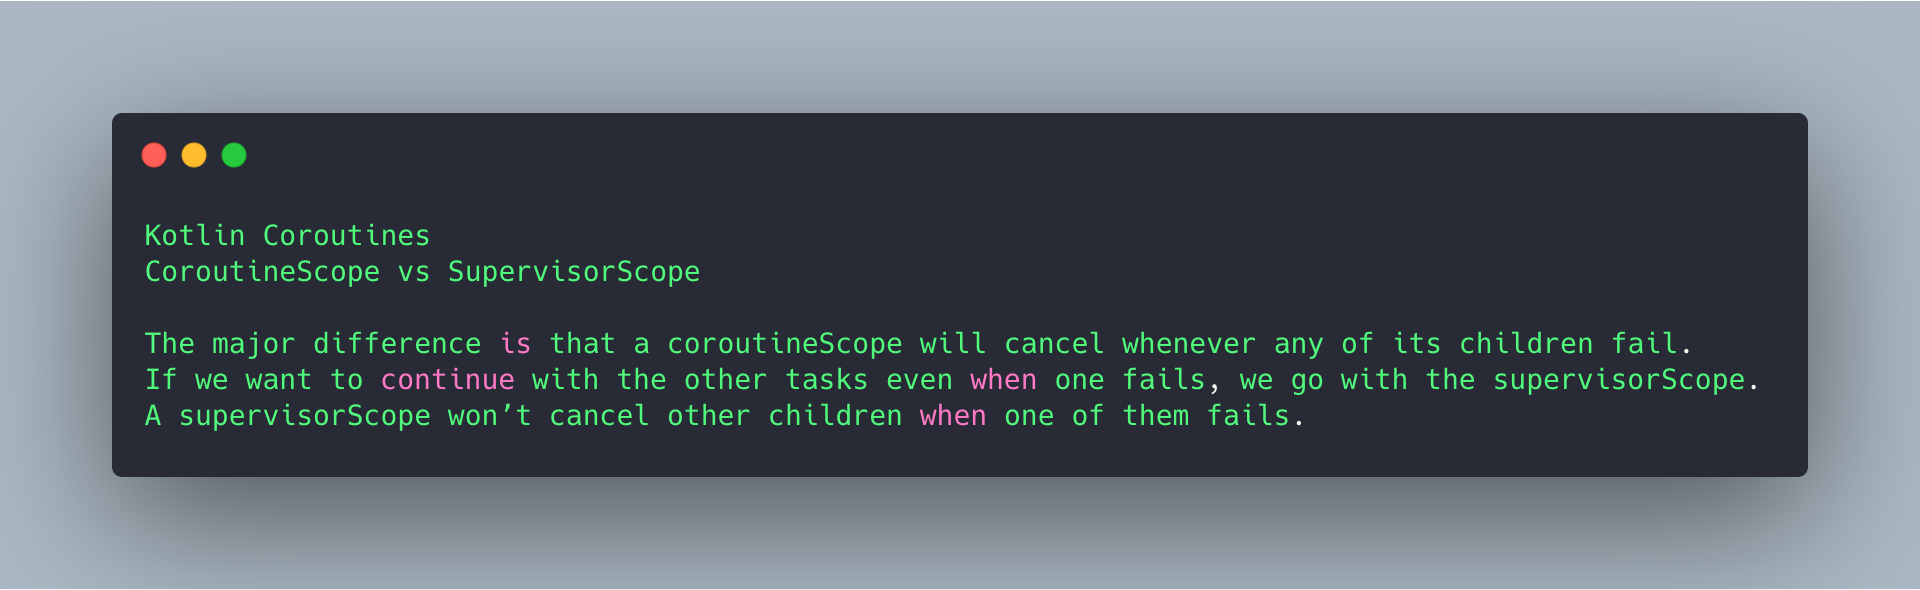 Kotlin Coroutines
CoroutineScope vs SupervisorScope
The major difference is that a coroutineScope will cancel whenever any of its children fail.
If we want to continue with the other tasks even when one fails, we go with the supervisorScope.
A supervisorScope won’t cancel other children when one of them fails.